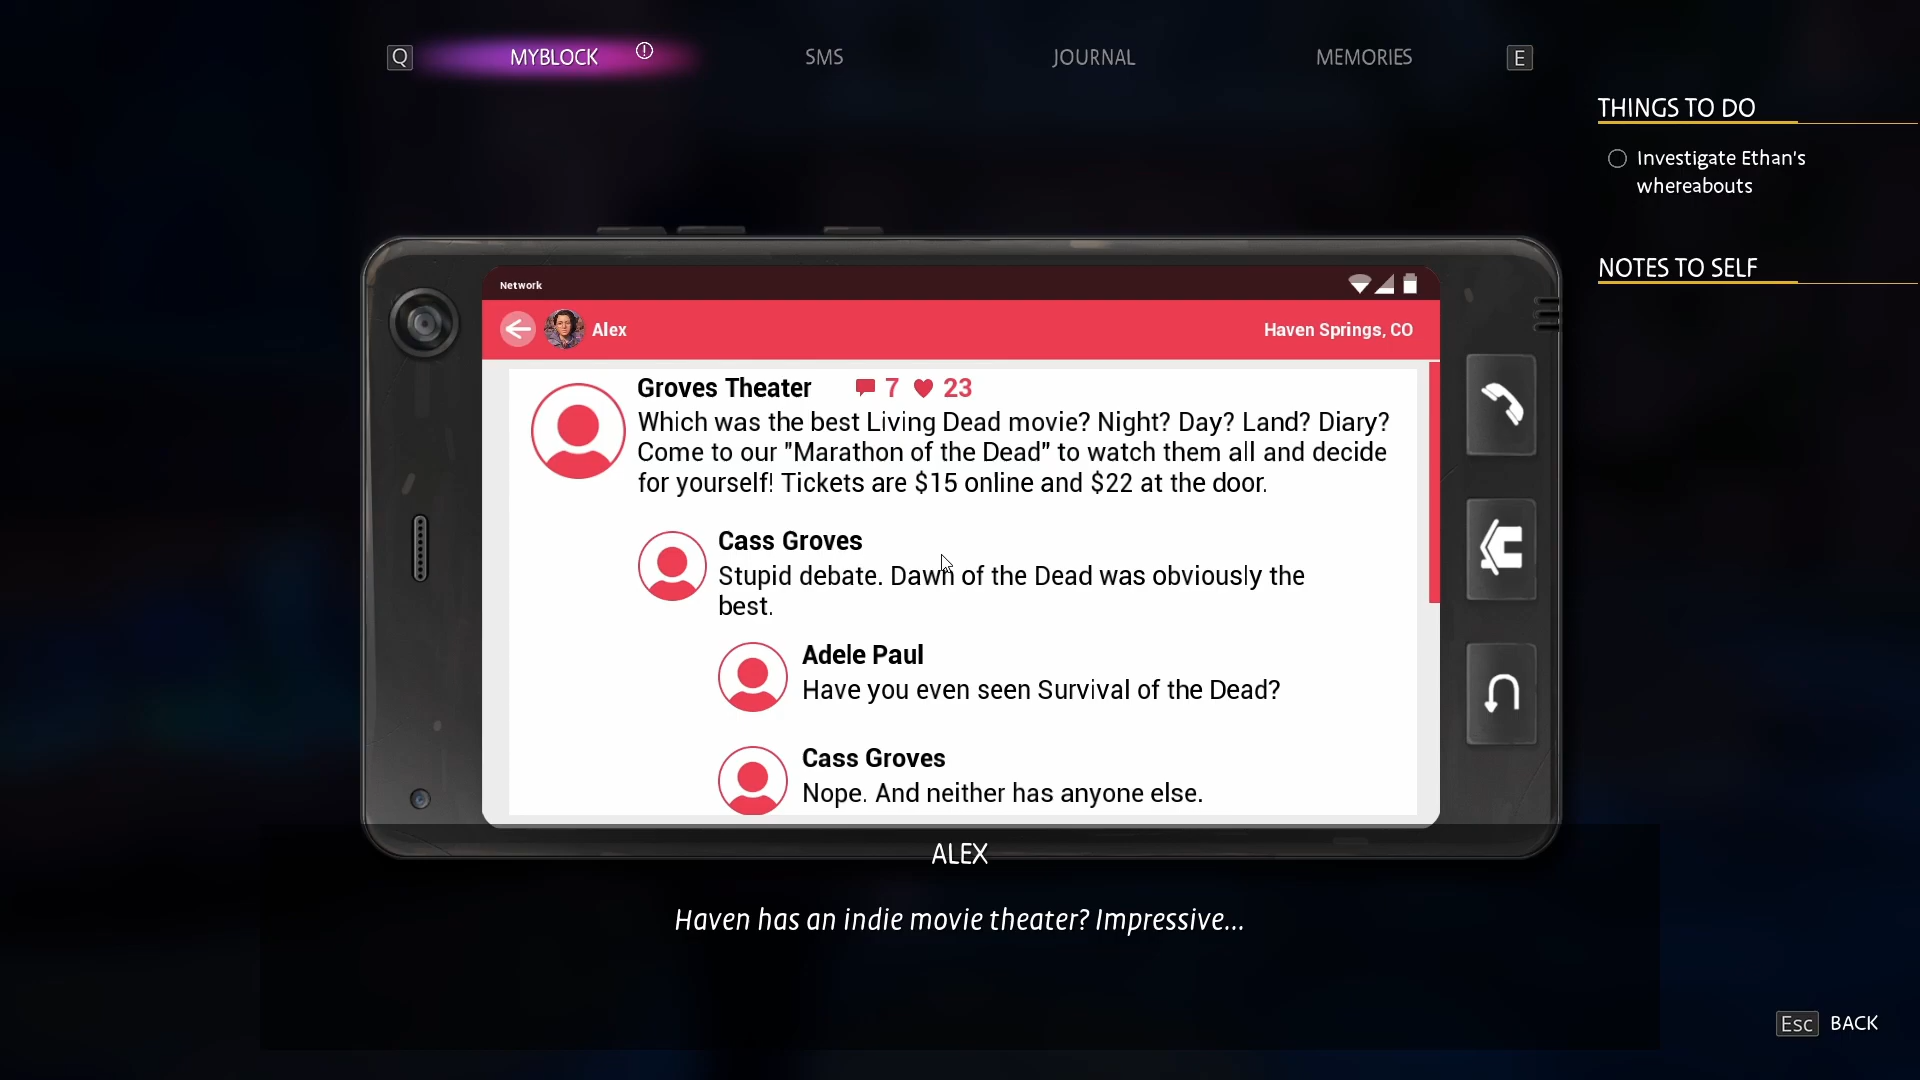 Q MYBLOCK SMS JOURNAL MEMORIES E
THINGS TO DO
Investigate Ethan's
whereabouts
NOTES TO SELF
Network
Alex Haven Springs, CO
Groves Theater 7 23
Which was the best Living Dead movie? Night? Day? Land? Diary?
Come to our "Marathon of the Dead" to watch them all and decide
for yourself! Tickets are $15 online and $22 at the door.
Cass Groves
Stupid debate. Dawn of the Dead was obviously the
best.
Adele Paul
Have you even seen Survival of the Dead?
Cass Groves
Nope. And neither has anyone else.
ALEX
Haven has an indie movie theater? Impressive...
Esc BACK